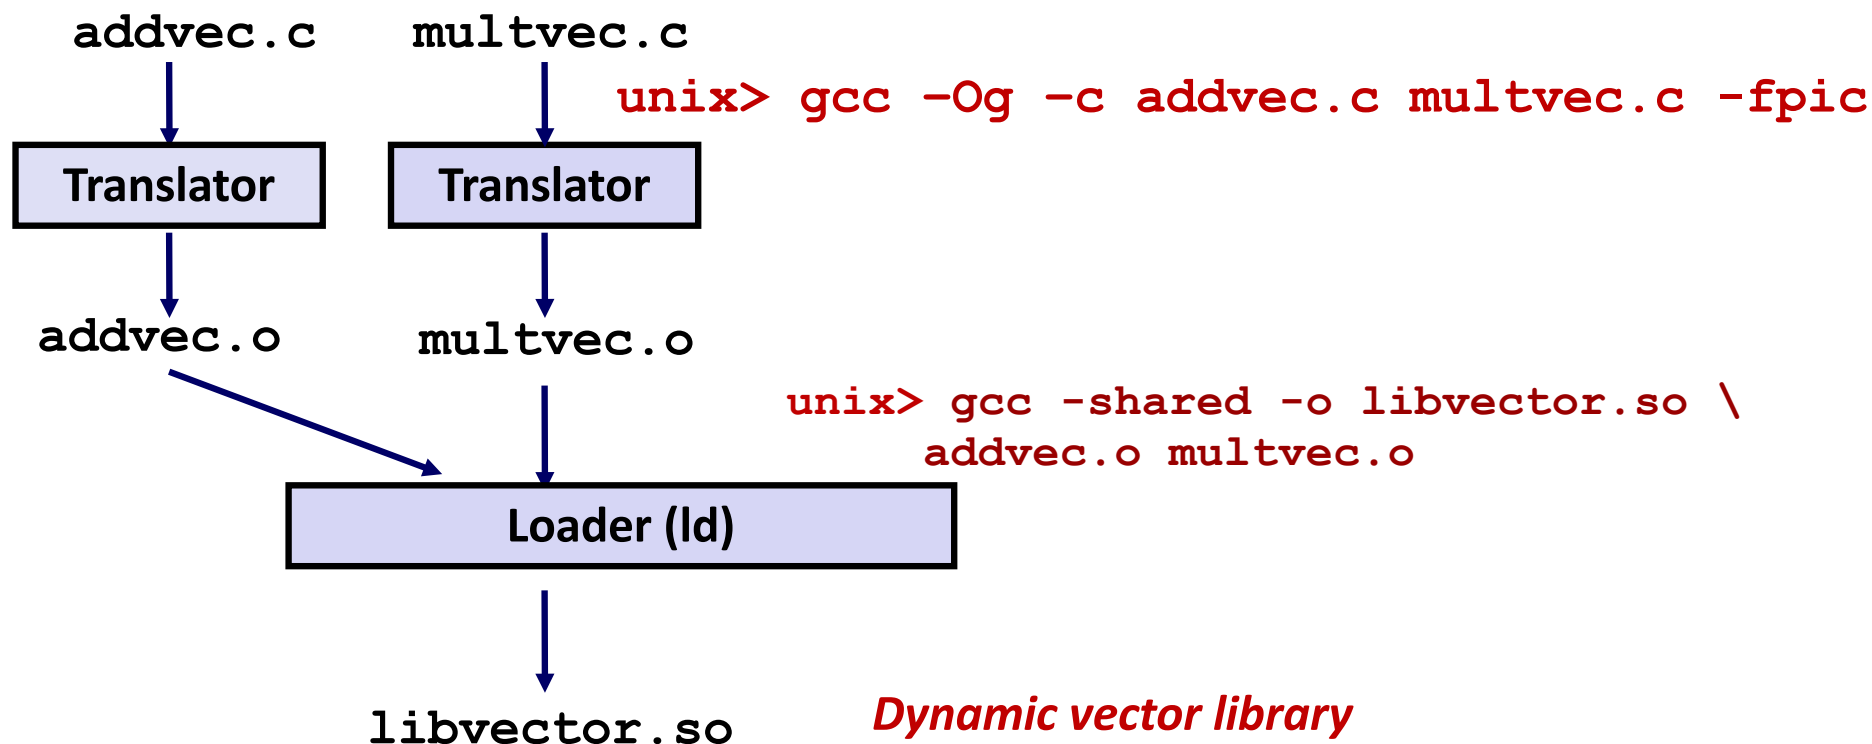 addvec.c multvec.c
unix> gcc –Og –c addvec.c multvec.c -fpic
Translator Translator
addvec.o multvec.o
unix> gcc -shared -o libvector.so \
addvec.o multvec.o
Loader (ld)
libvector.so
Dynamic vector library